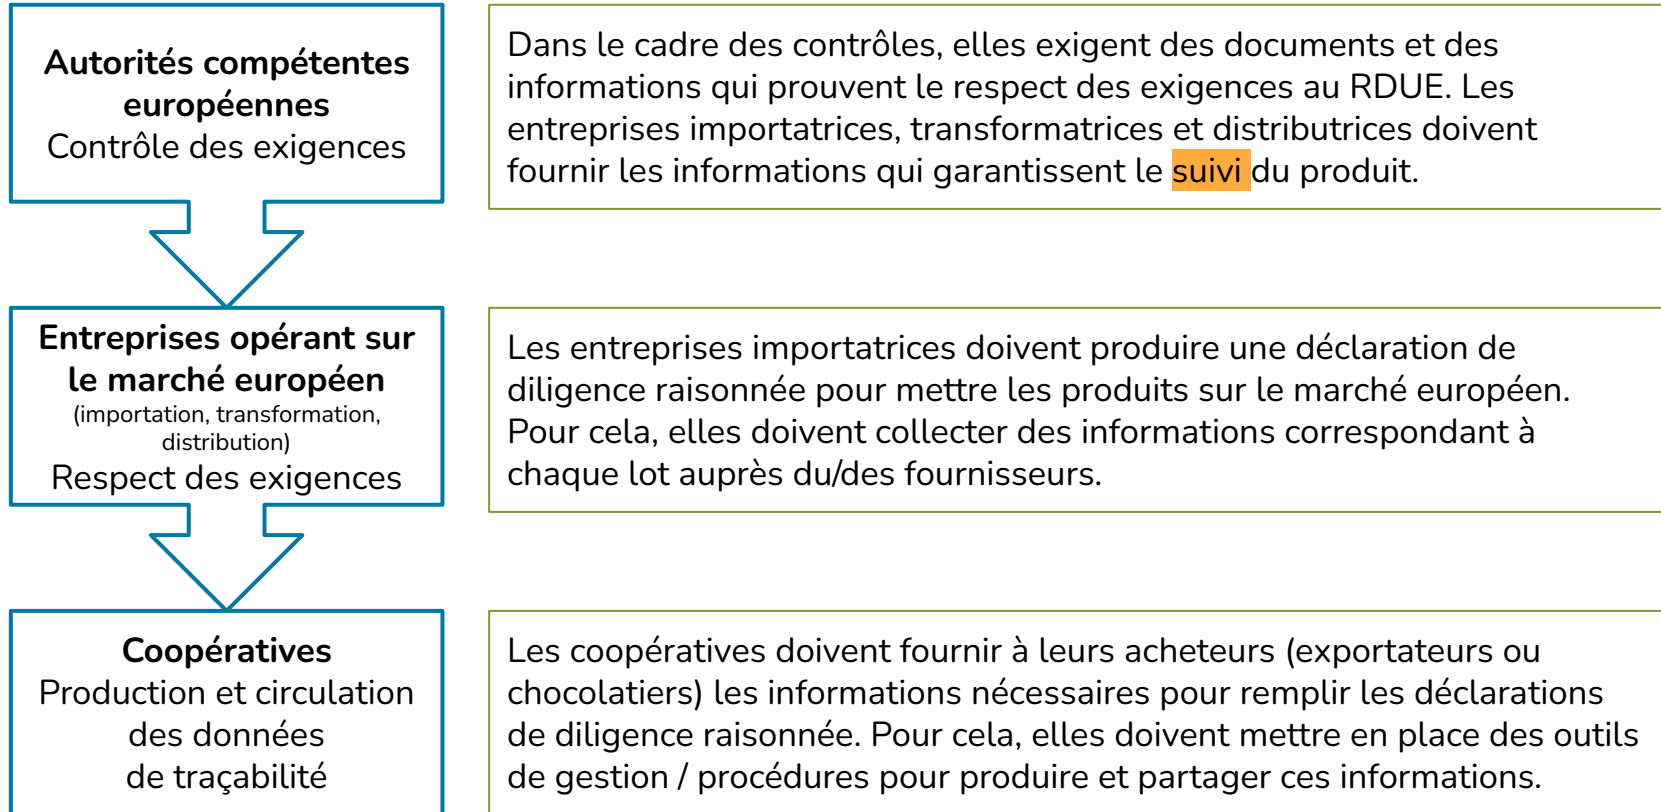 Autorités compétentes
européennes
Contrôle des exigences
Dans le cadre des contrôles, elles exigent des documents et des
informations qui prouvent le respect des exigences au RDUE. Les
entreprises importatrices, transformatrices et distributrices doivent
fournir les informations qui garantissent le suivi du produit.
Entreprises opérant sur
le marché européen
(importation, transformation,
distribution)
Respect des exigences
Les entreprises importatrices doivent produire une déclaration de
diligence raisonnée pour mettre les produits sur le marché européen.
Pour cela, elles doivent collecter des informations correspondant à
chaque lot auprès du/des fournisseurs.
Coopératives
Production et circulation
des données
de traçabilité
Les coopératives doivent fournir à leurs acheteurs (exportateurs ou
chocolatiers) les informations nécessaires pour remplir les déclarations
de diligence raisonnée. Pour cela, elles doivent mettre en place des outils
de gestion / procédures pour produire et partager ces informations.